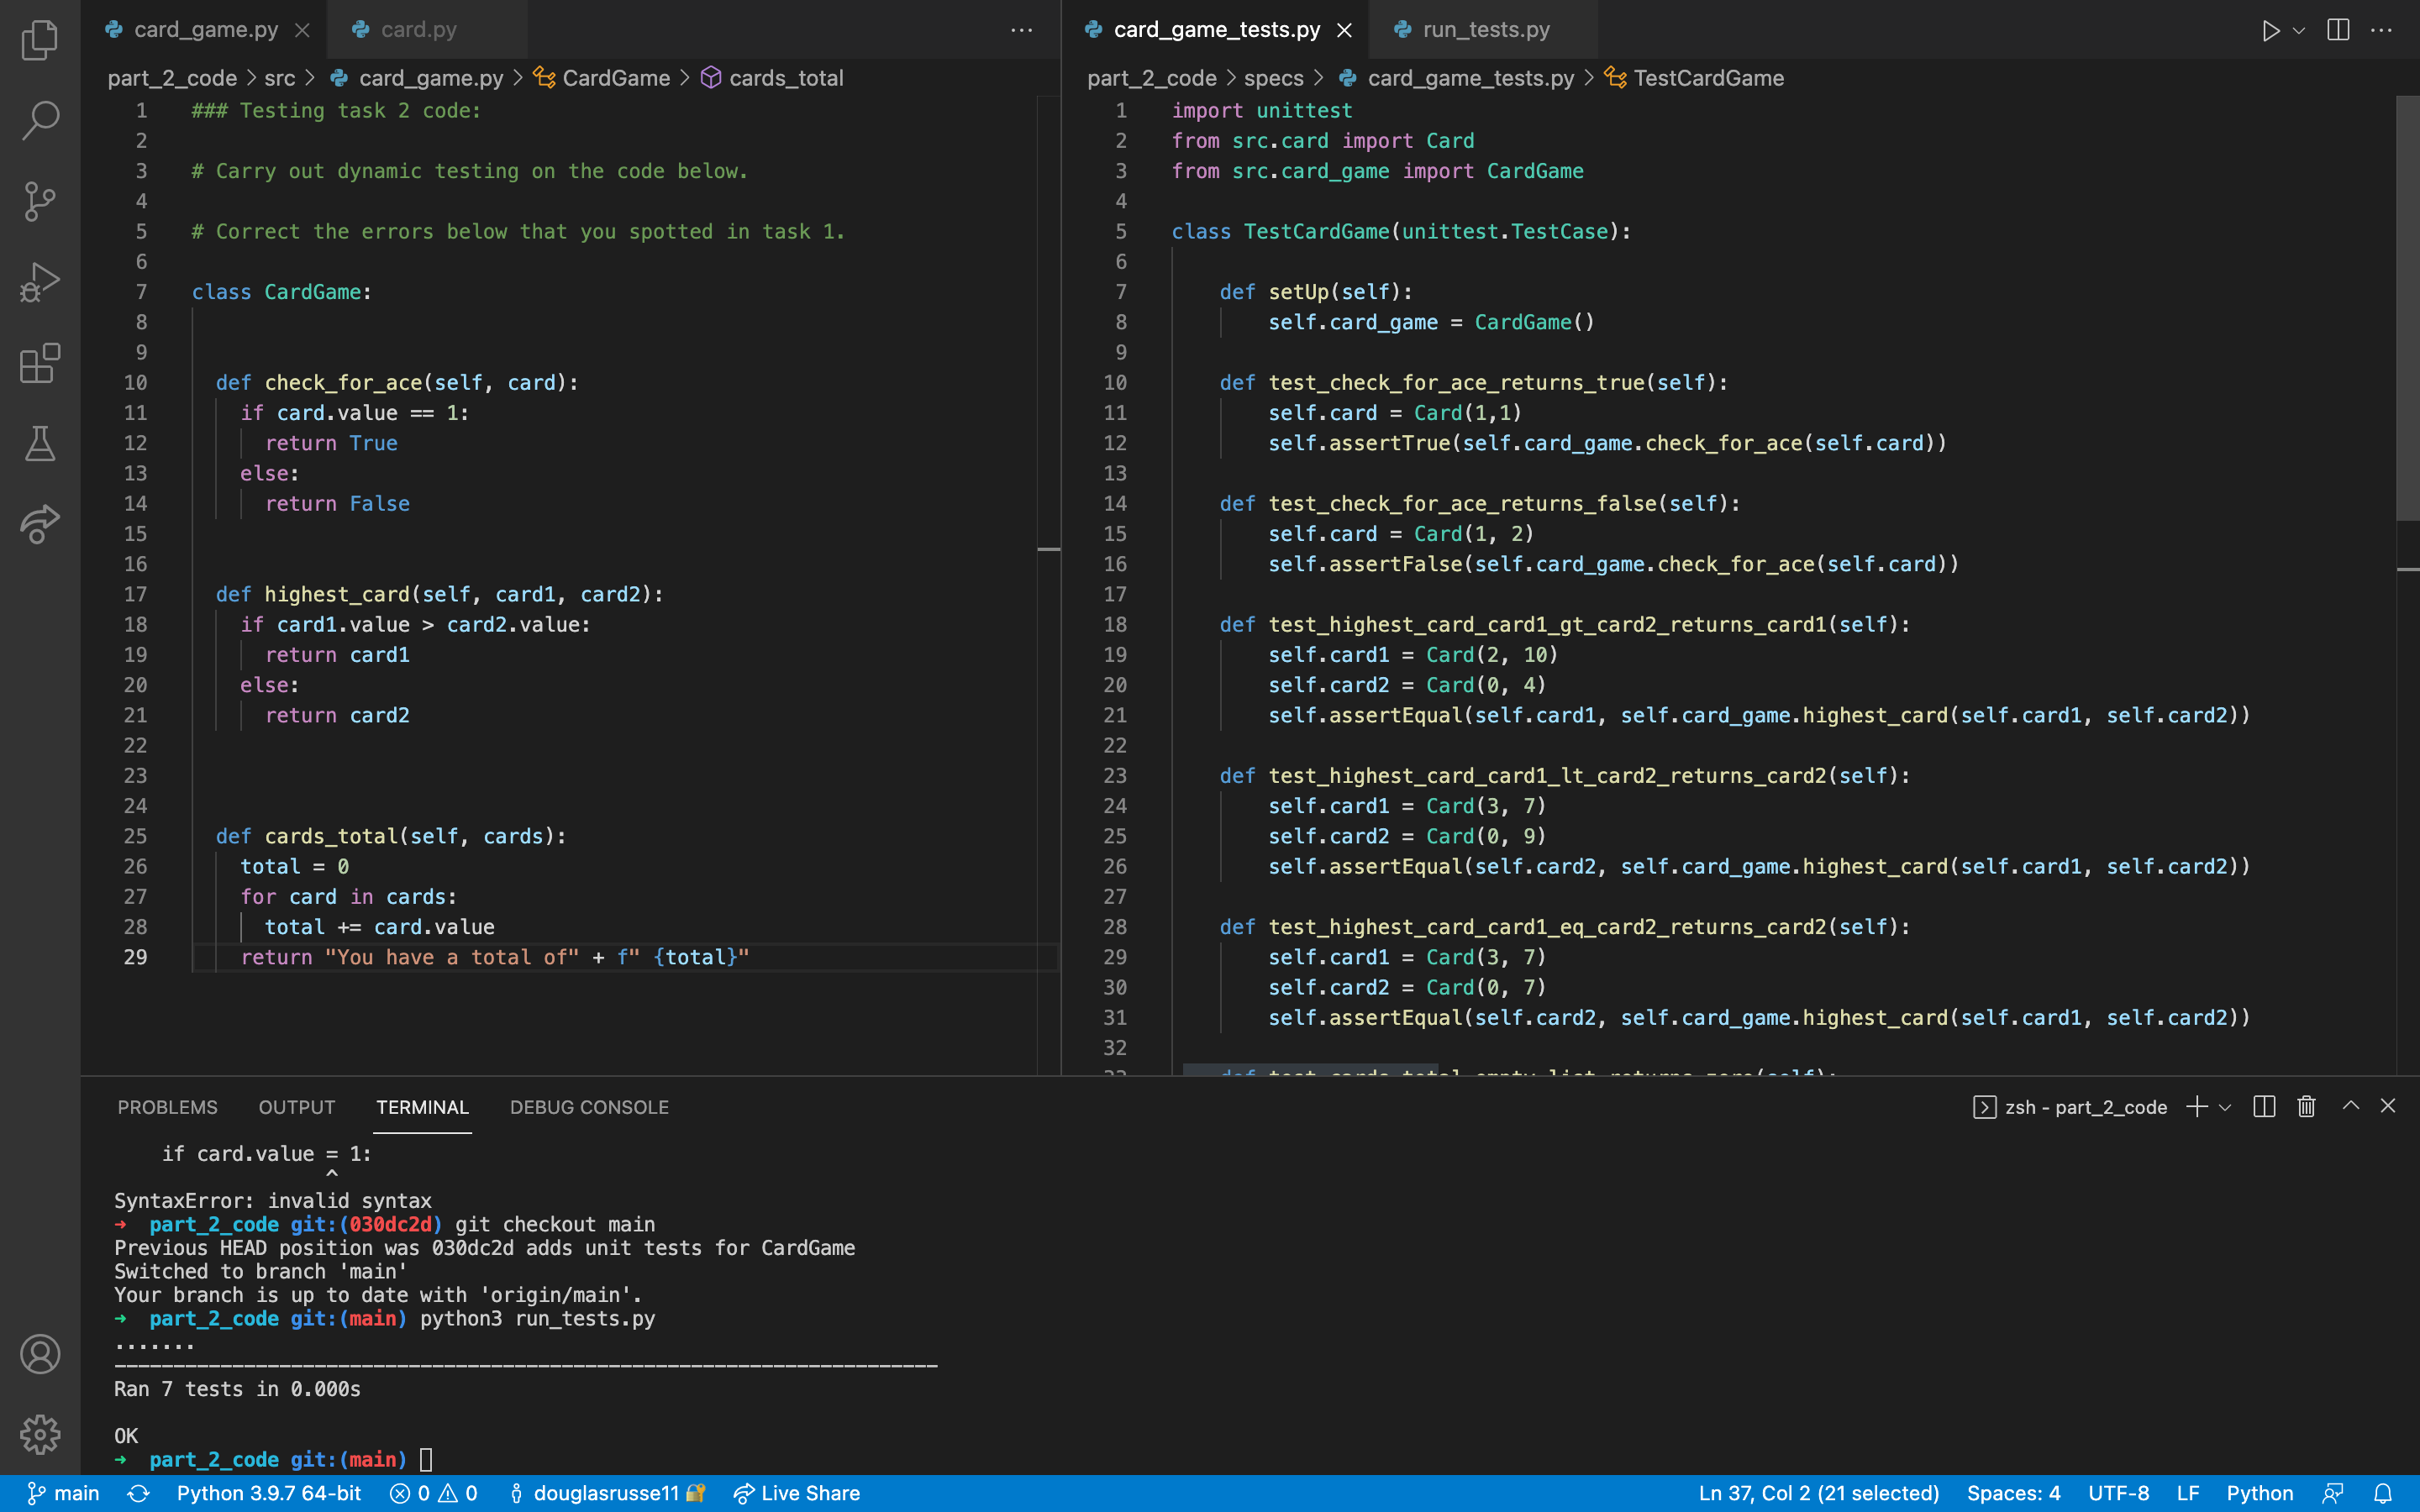 card_game.py
card.py
part_2_code > src > card_game.py > CardGame > cards_total
1 ### Testing task 2 code:
2
3 # Carry out dynamic testing on the code below.
4
5 # Correct the errors below that you spotted in task 1.
6
7 class CardGame:
8
9
10 def check_for_ace(self, card):
11 if card.value == 1:
12 return True
13 else:
14 return False
15
16
17 def highest_card(self, card1, card2):
18 if card1.value > card2.value:
19 return card1
20 else:
21 return card2
22
23
24
25 def cards_total(self, cards):
26 total = 0
27 for card in cards:
28 total += card.value
29 return "You have a total of" + f" {total}"
card_game_tests.py
run_tests.py
part_2_code > specs > card_game_tests.py > TestCardGame
1 import unittest
2 from src.card import Card
3 from src.card_game import CardGame
4
5 class TestCardGame(unittest.TestCase):
6
7 def setUp(self):
8 self.card_game = CardGame()
9
10 def test_check_for_ace_returns_true(self):
11 self.card = Card(1,1)
12 self.assertTrue(self.card_game.check_for_ace(self.card))
13
14 def test_check_for_ace_returns_false(self):
15 self.card = Card(1, 2)
16 self.assertFalse(self.card_game.check_for_ace(self.card))
17
18 def test_highest_card_card1_gt_card2_returns_card1(self):
19 self.card1 = Card(2, 10)
20 self.card2 = Card(0, 4)
21 self.assertEqual(self.card1, self.card_game.highest_card(self.card1, self.card2))
22
23 def test_highest_card_card1_lt_card2_returns_card2(self):
24 self.card1 = Card(3, 7)
25 self.card2 = Card(0, 9)
26 self.assertEqual(self.card2, self.card_game.highest_card(self.card1, self.card2))
27
28 def test_highest_card_card1_eq_card2_returns_card2(self):
29 self.card1 = Card(3, 7)
30 self.card2 = Card(0, 7)
31 self.assertEqual(self.card2, self.card_game.highest_card(self.card1, self.card2))
32
33 def test_cards_total_empty_list_returns_zero(self):
PROBLEMS OUTPUT TERMINAL DEBUG CONSOLE
zsh - part_2_code
if card.value = 1:
^
SyntaxError: invalid syntax
→ part_2_code git:(030dc2d) git checkout main
Previous HEAD position was 030dc2d adds unit tests for CardGame
Switched to branch 'main'
Your branch is up to date with 'origin/main'.
→ part_2_code git:(main) python3 run_tests.py
.......
----------------------------------------------------------------------
Ran 7 tests in 0.000s
OK
→ part_2_code git:(main)
main Python 3.9.7 64-bit 0 0 douglasrusse11 Live Share Ln 37, Col 2 (21 selected) Spaces: 4 UTF-8 LF Python